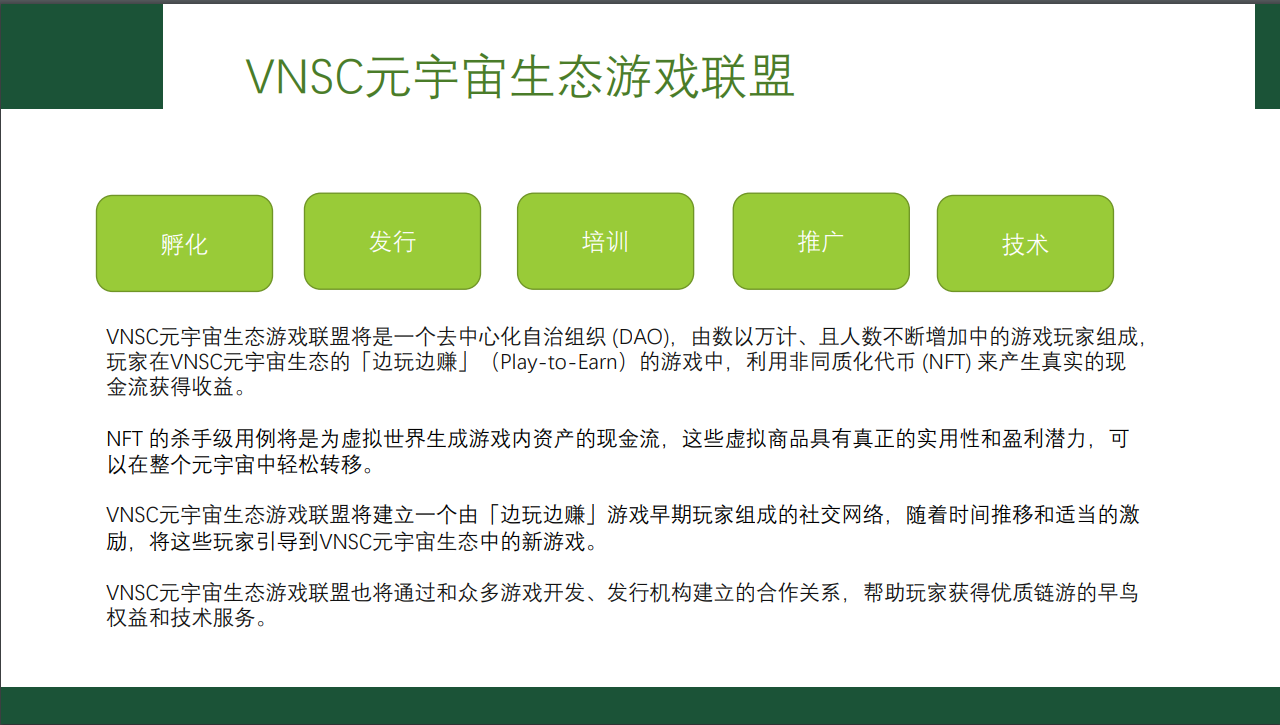 VNSC元宇宙生态游戏联盟
孵化
发行
培训
推广
技术
VNSC元宇宙生态游戏联盟将是一个去中心化自治组织 (DAO)，由数以万计、且人数不断增加中的游戏玩家组成，
玩家在VNSC元宇宙生态的「边玩边赚」（Play-to-Earn）的游戏中，利用非同质化代币 (NFT) 来产生真实的现
金流获得收益。
NFT 的杀手级用例将是为虚拟世界生成游戏内资产的现金流，这些虚拟商品具有真正的实用性和盈利潜力，可
以在整个元宇宙中轻松转移。
VNSC元宇宙生态游戏联盟将建立一个由「边玩边赚」游戏早期玩家组成的社交网络，随着时间推移和适当的激
励，将这些玩家引导到VNSC元宇宙生态中的新游戏。
VNSC元宇宙生态游戏联盟也将通过和众多游戏开发、发行机构建立的合作关系，帮助玩家获得优质链游的早鸟
权益和技术服务。